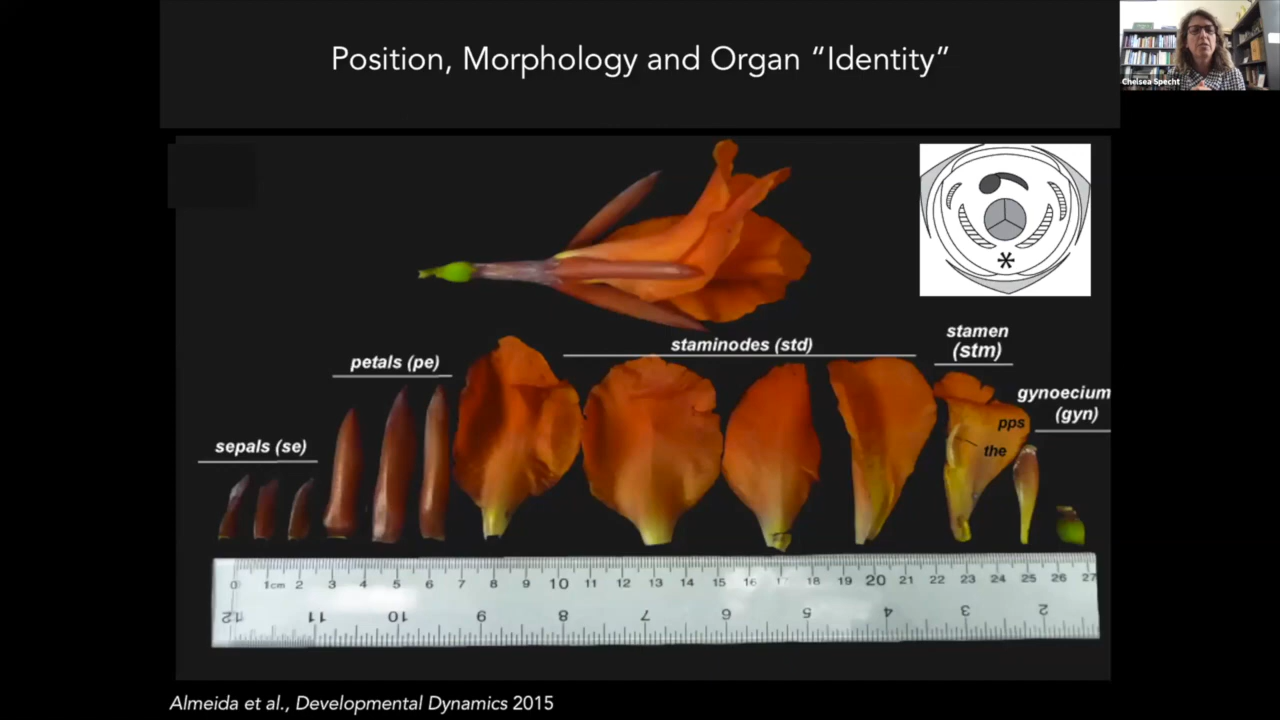 Position, Morphology and Organ “Identity”
Chelsea Specht
*
stamen
(stm)
staminodes (std)
petals (pe)
gynoecium
(gyn)
pps
sepals (se)
the
0 1cm 2 3 4 5 6 7 8 9 10 11 12 13 14 15 16 17 18 19 20 21 22 23 24 25 26 27
12 11 10 9 8 7 6 5 4 3 2
Almeida et al., Developmental Dynamics 2015